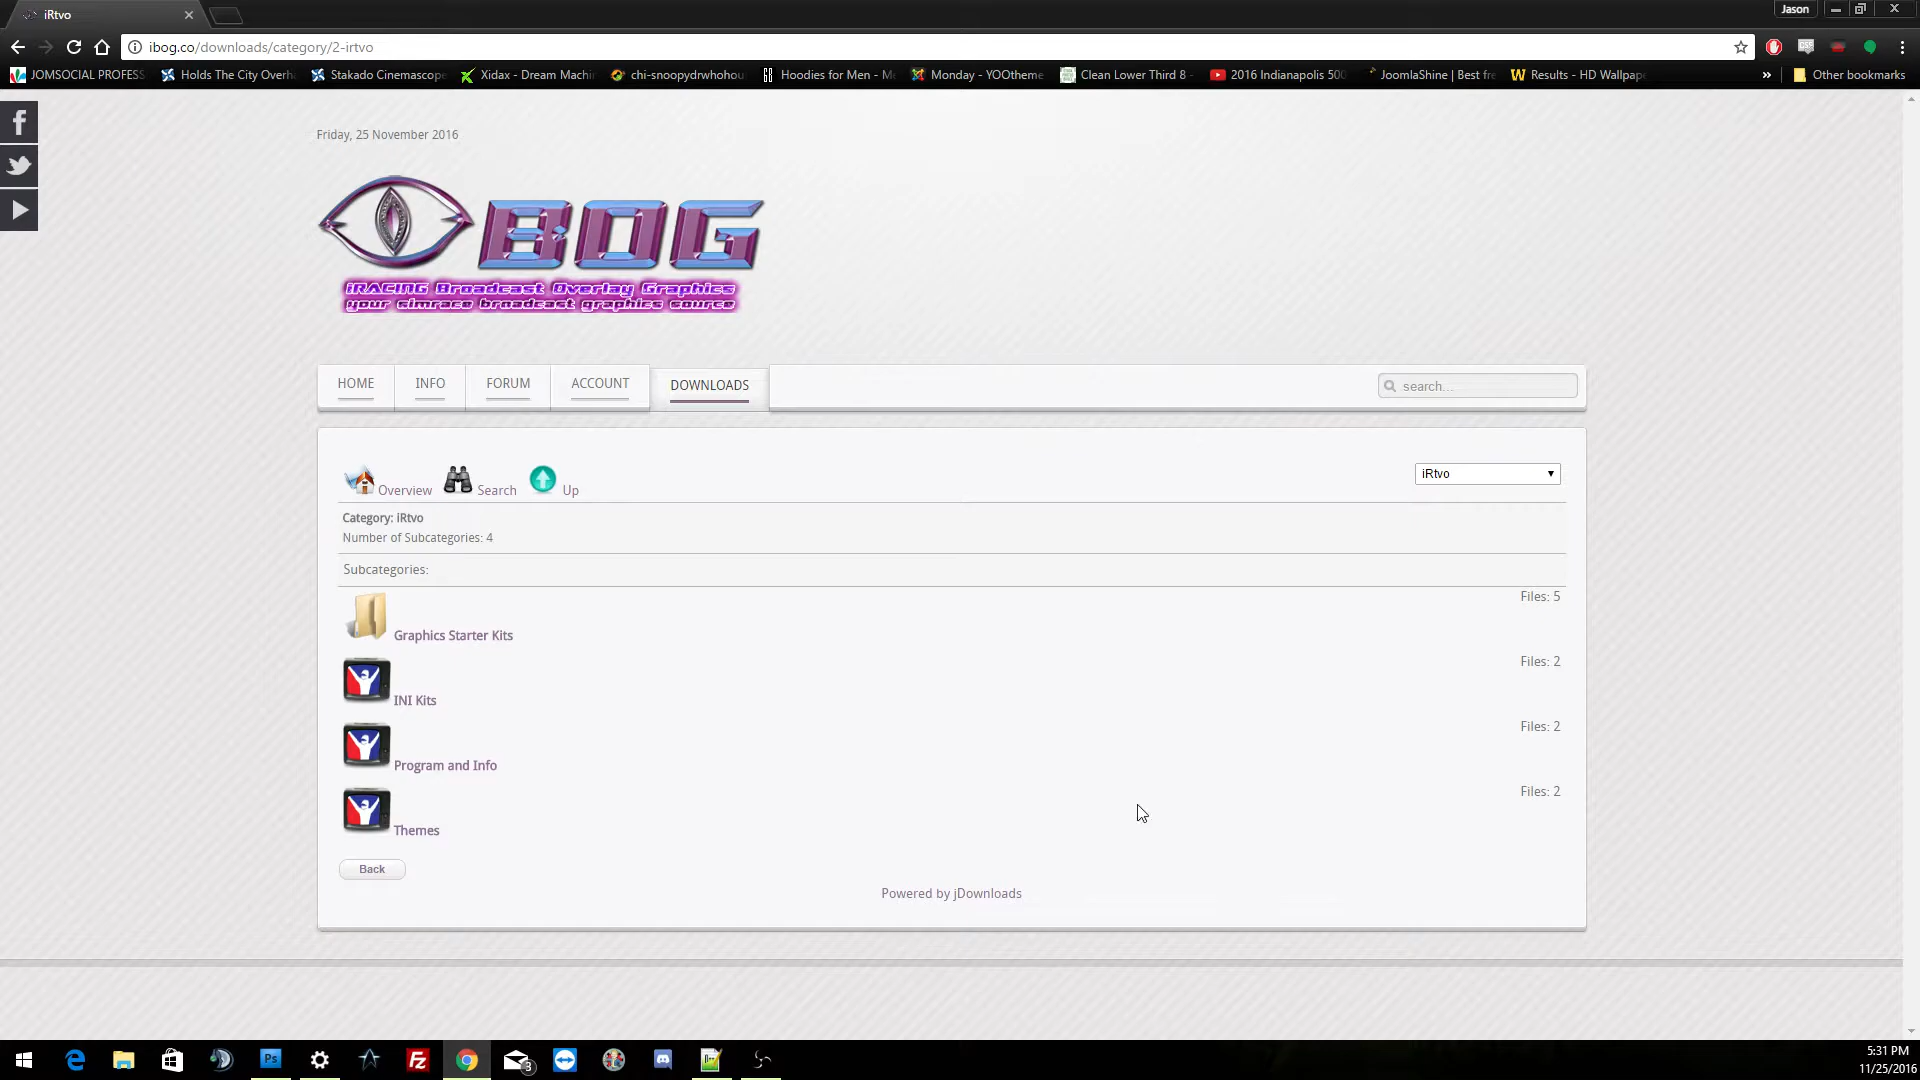 iRtvo
Jason
ibog.co/downloads/category/2-irtvo
JOMSOCIAL PROFESS
Holds The City Overh
Stakado Cinemascope
Xidax - Dream Machi
chi-snoopydrwhohou
Hoodies for Men - M
Monday - YOOtheme
Clean Lower Third 8 -
2016 Indianapolis 500
JoomlaShine | Best fre
Results - HD Wallpape
Other bookmarks
Friday, 25 November 2016
BOG
iRACING Broadcast Overlay Graphics
your simrace broadcast graphics source
HOME
INFO
FORUM
ACCOUNT
DOWNLOADS
search...
Overview
Search
Up
iRtvo
Category: iRtvo
Number of Subcategories: 4
Subcategories:
Graphics Starter Kits
Files: 5
INI Kits
Files: 2
Program and Info
Files: 2
Themes
Files: 2
Back
Powered by jDownloads
Ps
Fz
3
5:31 PM
11/25/2016